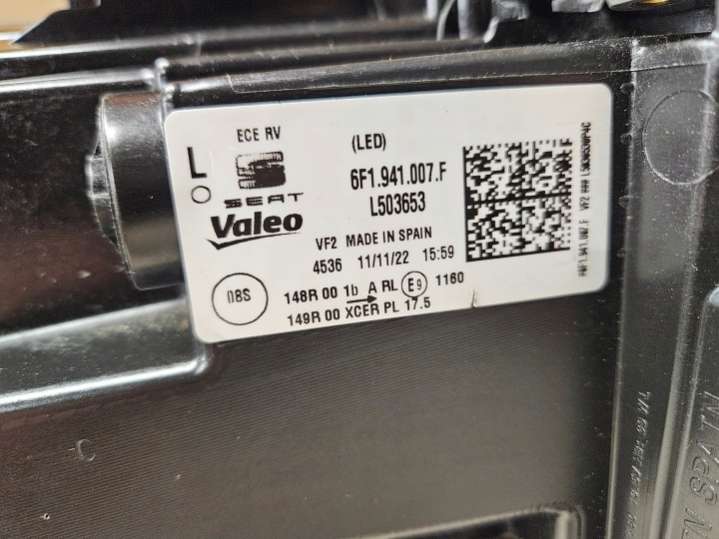 ECE RV
(LED)
L
SEAT
6F1.941.007.F
L503653
Valeo
VF2 MADE IN SPAIN
4536 11/11/22 15:59
DBS
148R 00 1b A RL E9 1160
149R 00 XCER PL 17.5
C